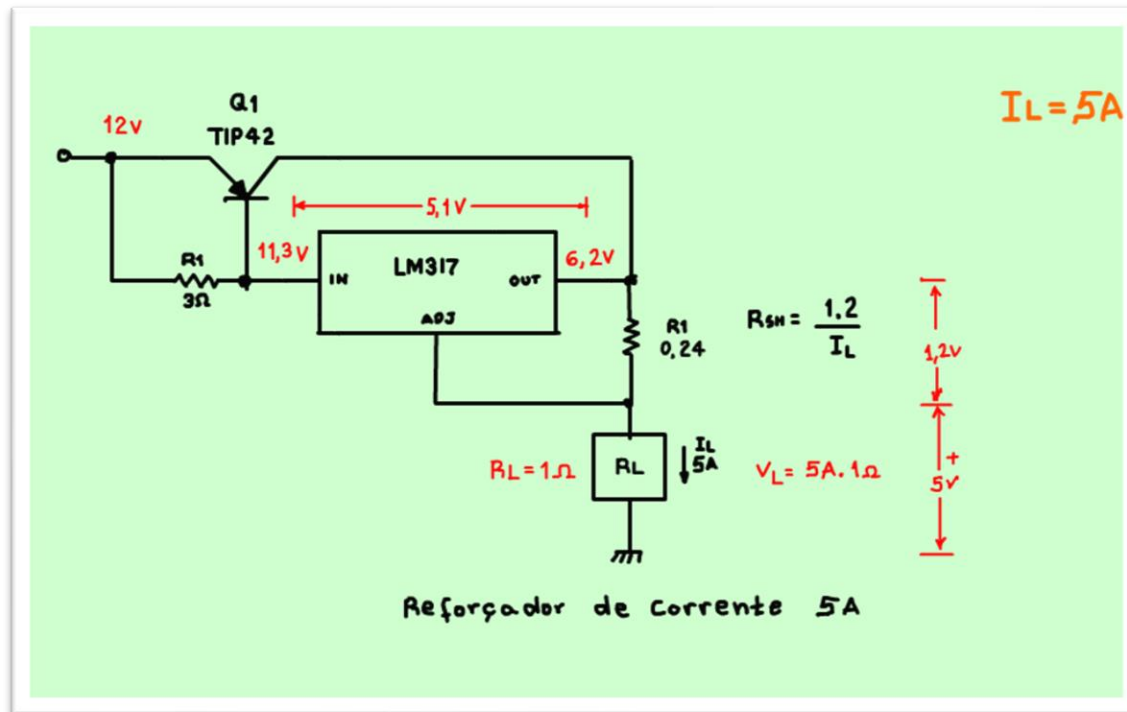 IL = 5A
Q1
TIP42
12v
5,1V
11,3V
6,2v
R1
3Ω
IN
LM317
OUT
ADJ
R1
0,24
RSH = 1.2 / IL
1,2v
RL = 1Ω
RL
IL
5A
VL = 5A. 1Ω
+
5v
Reforçador de corrente 5A